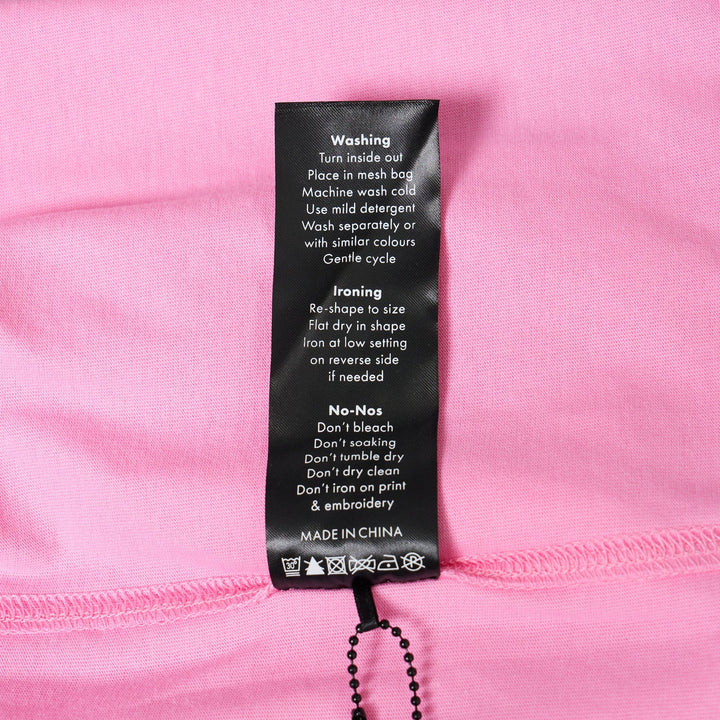 Washing
Turn inside out
Place in mesh bag
Machine wash cold
Use mild detergent
Wash separately or
with similar colours
Gentle cycle
Ironing
Re-shape to size
Flat dry in shape
Iron at low setting
on reverse side
if needed
No-Nos
Don't bleach
Don't soaking
Don't tumble dry
Don't dry clean
Don't iron on print
& embroidery
MADE IN CHINA
30°